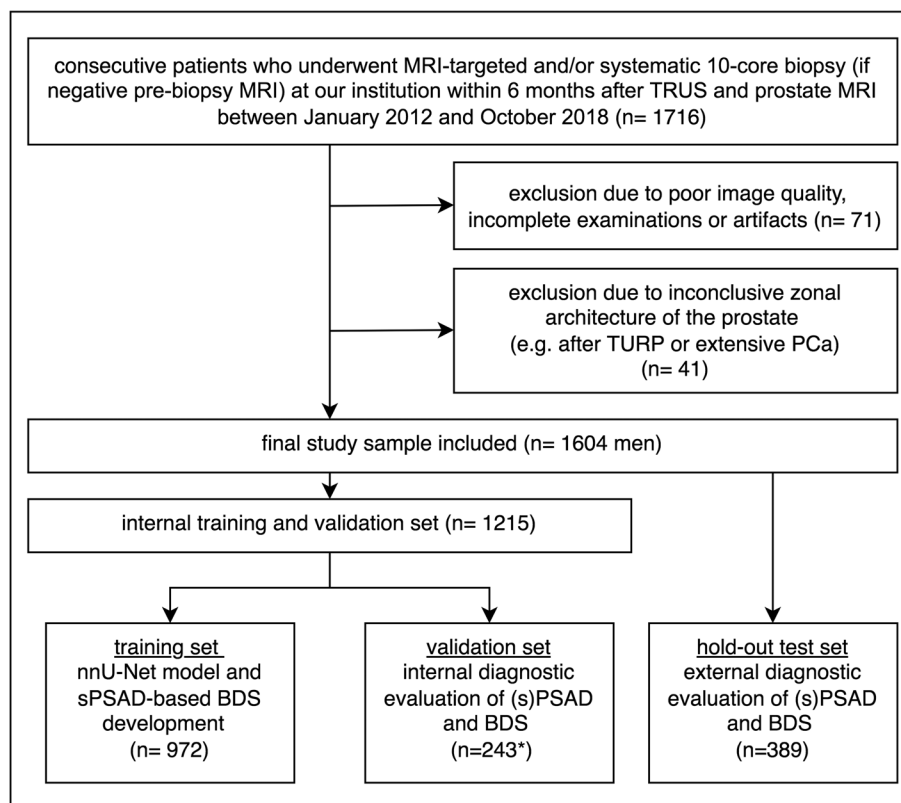 consecutive patients who underwent MRI-targeted and/or systematic 10-core biopsy (if
negative pre-biopsy MRI) at our institution within 6 months after TRUS and prostate MRI
between January 2012 and October 2018 (n= 1716)
exclusion due to poor image quality,
incomplete examinations or artifacts (n= 71)
exclusion due to inconclusive zonal
architecture of the prostate
(e.g. after TURP or extensive PCa)
(n= 41)
final study sample included (n= 1604 men)
internal training and validation set (n= 1215)
training set
nnU-Net model and
sPSAD-based BDS
development
(n= 972)
validation set
internal diagnostic
evaluation of (s)PSAD
and BDS
(n=243*)
hold-out test set
external diagnostic
evaluation of (s)PSAD
and BDS
(n=389)